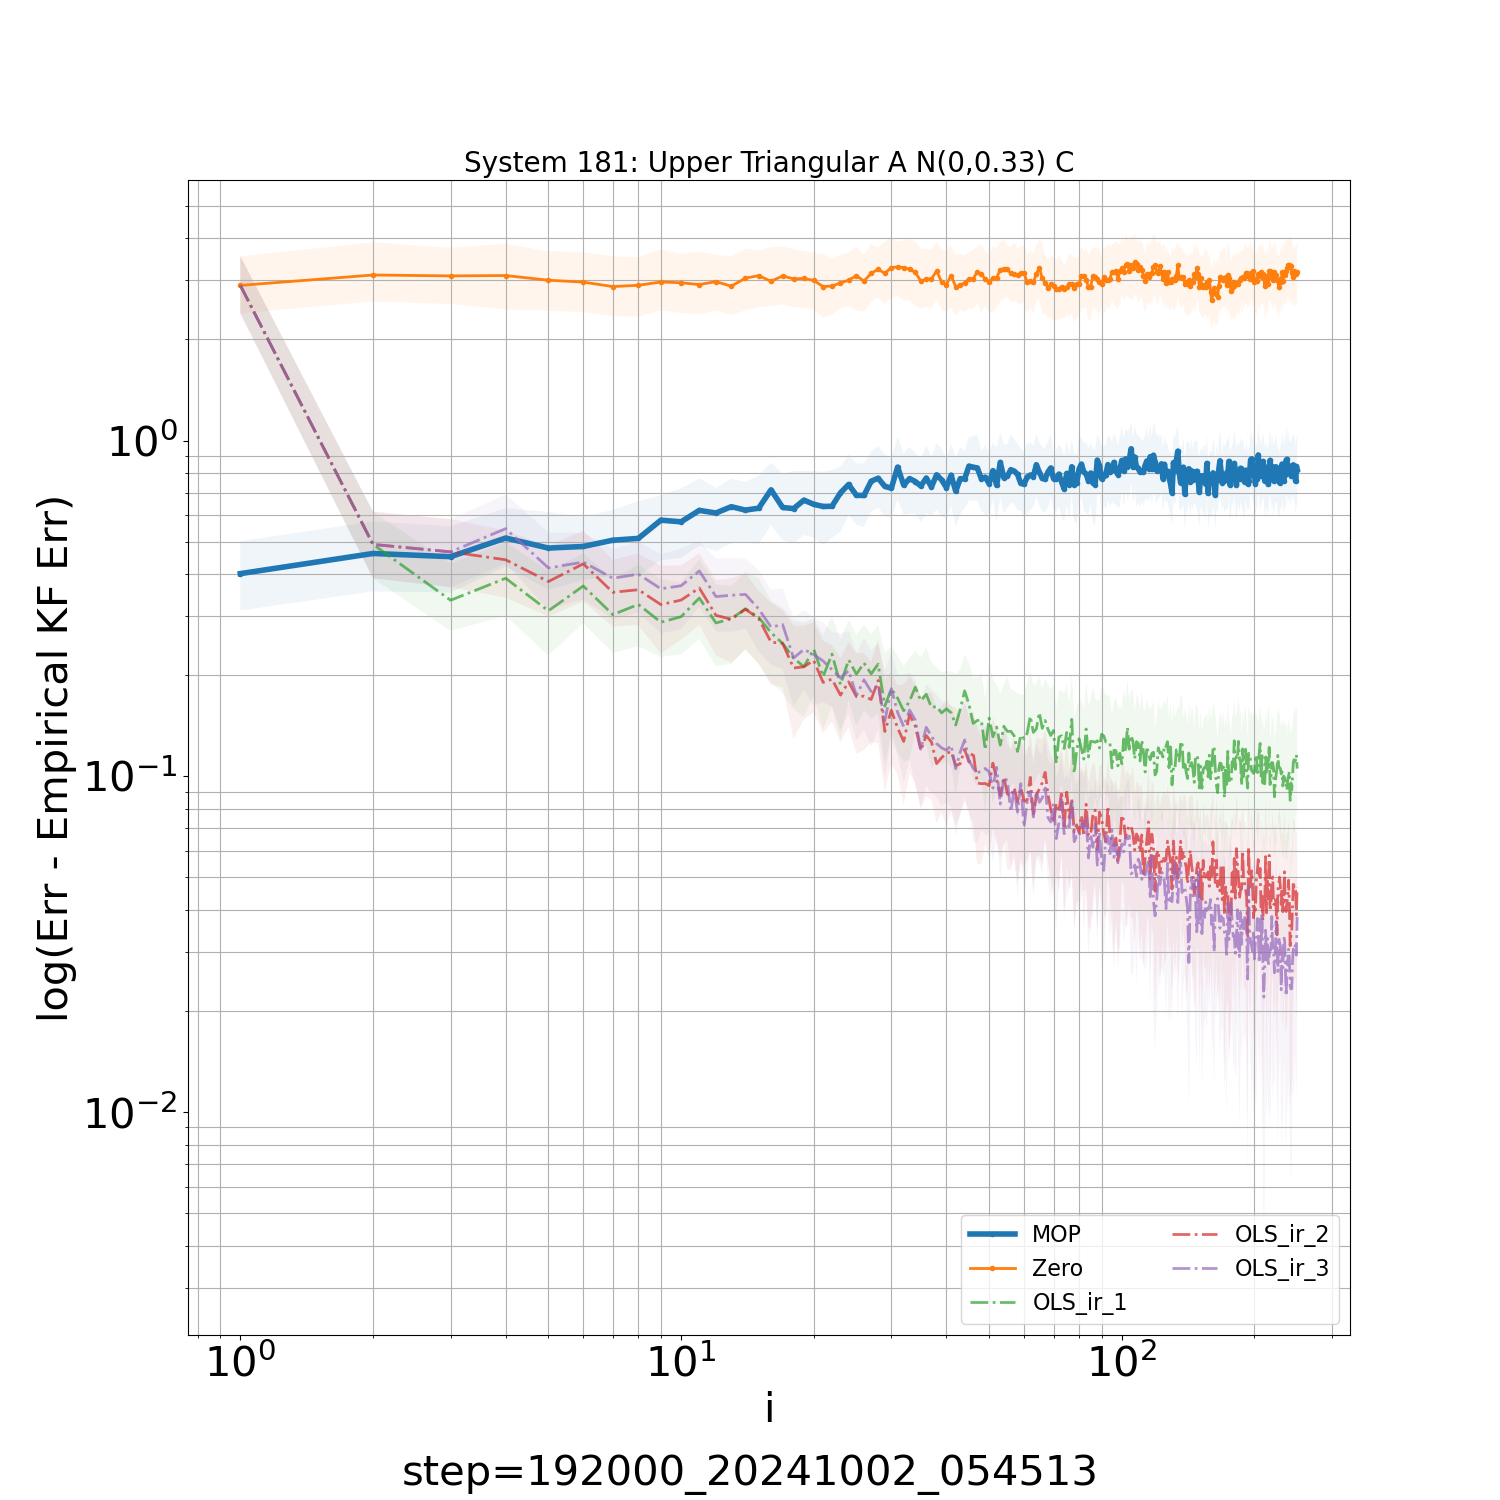 System 181: Upper Triangular A N(0,0.33) C
log(Err - Empirical KF Err)
10⁰
10⁻¹
10⁻²
MOP
Zero
OLS_ir_1
OLS_ir_2
OLS_ir_3
10⁰ 10¹ 10²
i
step=192000_20241002_054513